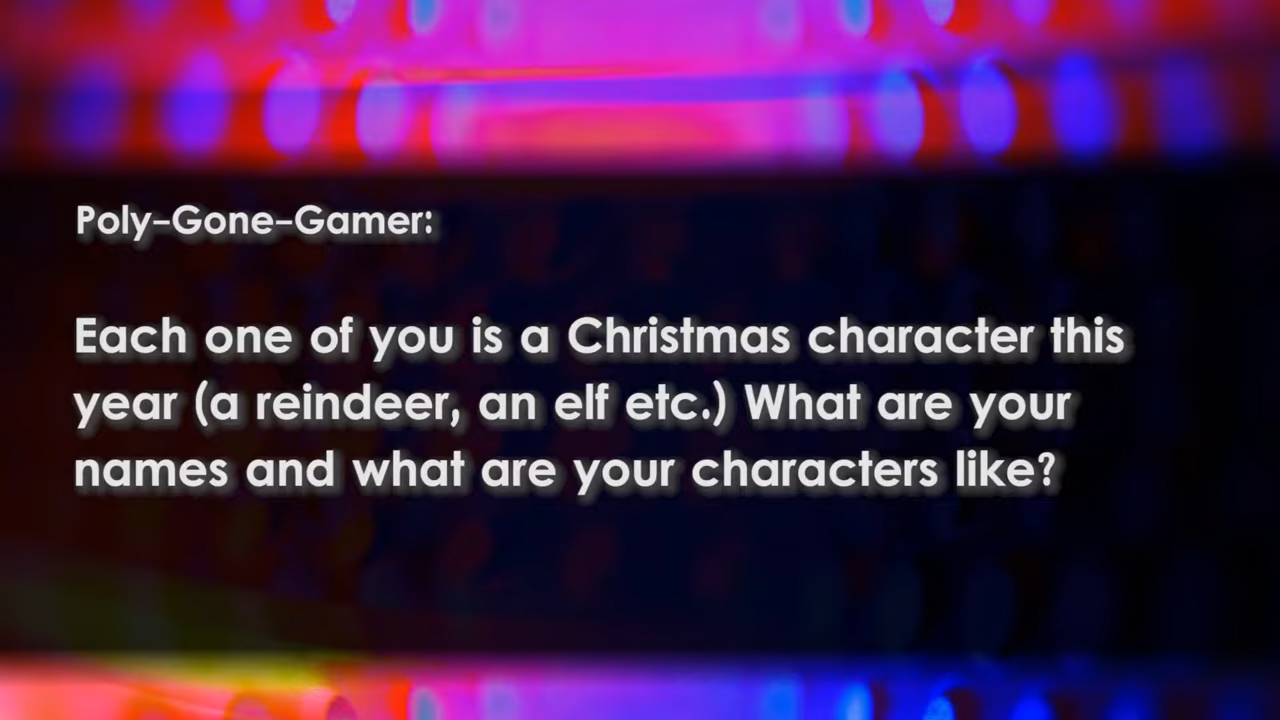 Poly-Gone-Gamer:
Each one of you is a Christmas character this
year (a reindeer, an elf etc.) What are your
names and what are your characters like?